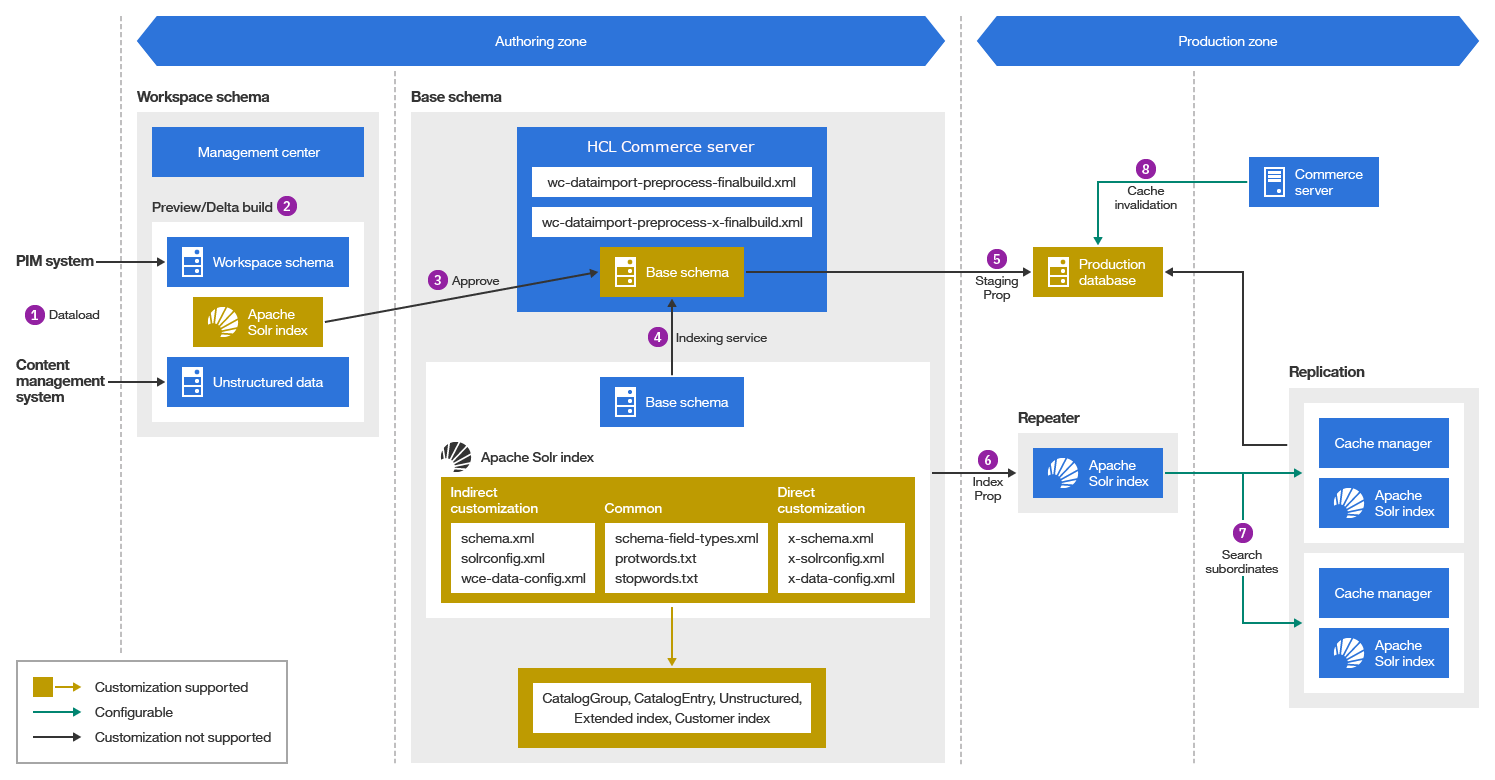 Authoring zone
Production zone
Workspace schema
Management center
Preview/Delta build 2
Workspace schema
Apache
Solr index
Unstructured data
PIM system
1 Dataload
Content
management
system
Base schema
HCL Commerce server
wc-dataimport-preprocess-finalbuild.xml
wc-dataimport-preprocess-x-finalbuild.xml
Base schema
3 Approve
4 Indexing service
Base schema
Apache Solr index
Indirect
customization
schema.xml
solrconfig.xml
wce-data-config.xml
Common
schema-field-types.xml
protwords.txt
stopwords.txt
Direct
customization
x-schema.xml
x-solrconfig.xml
x-data-config.xml
CatalogGroup, CatalogEntry, Unstructured,
Extended index, Customer index
5
Staging
Prop
6
Index
Prop
8
Cache
invalidation
Commerce
server
Production
database
Repeater
Apache
Solr index
7
Search
subordinates
Replication
Cache manager
Apache
Solr index
Cache manager
Apache
Solr index
Customization supported
Configurable
Customization not supported